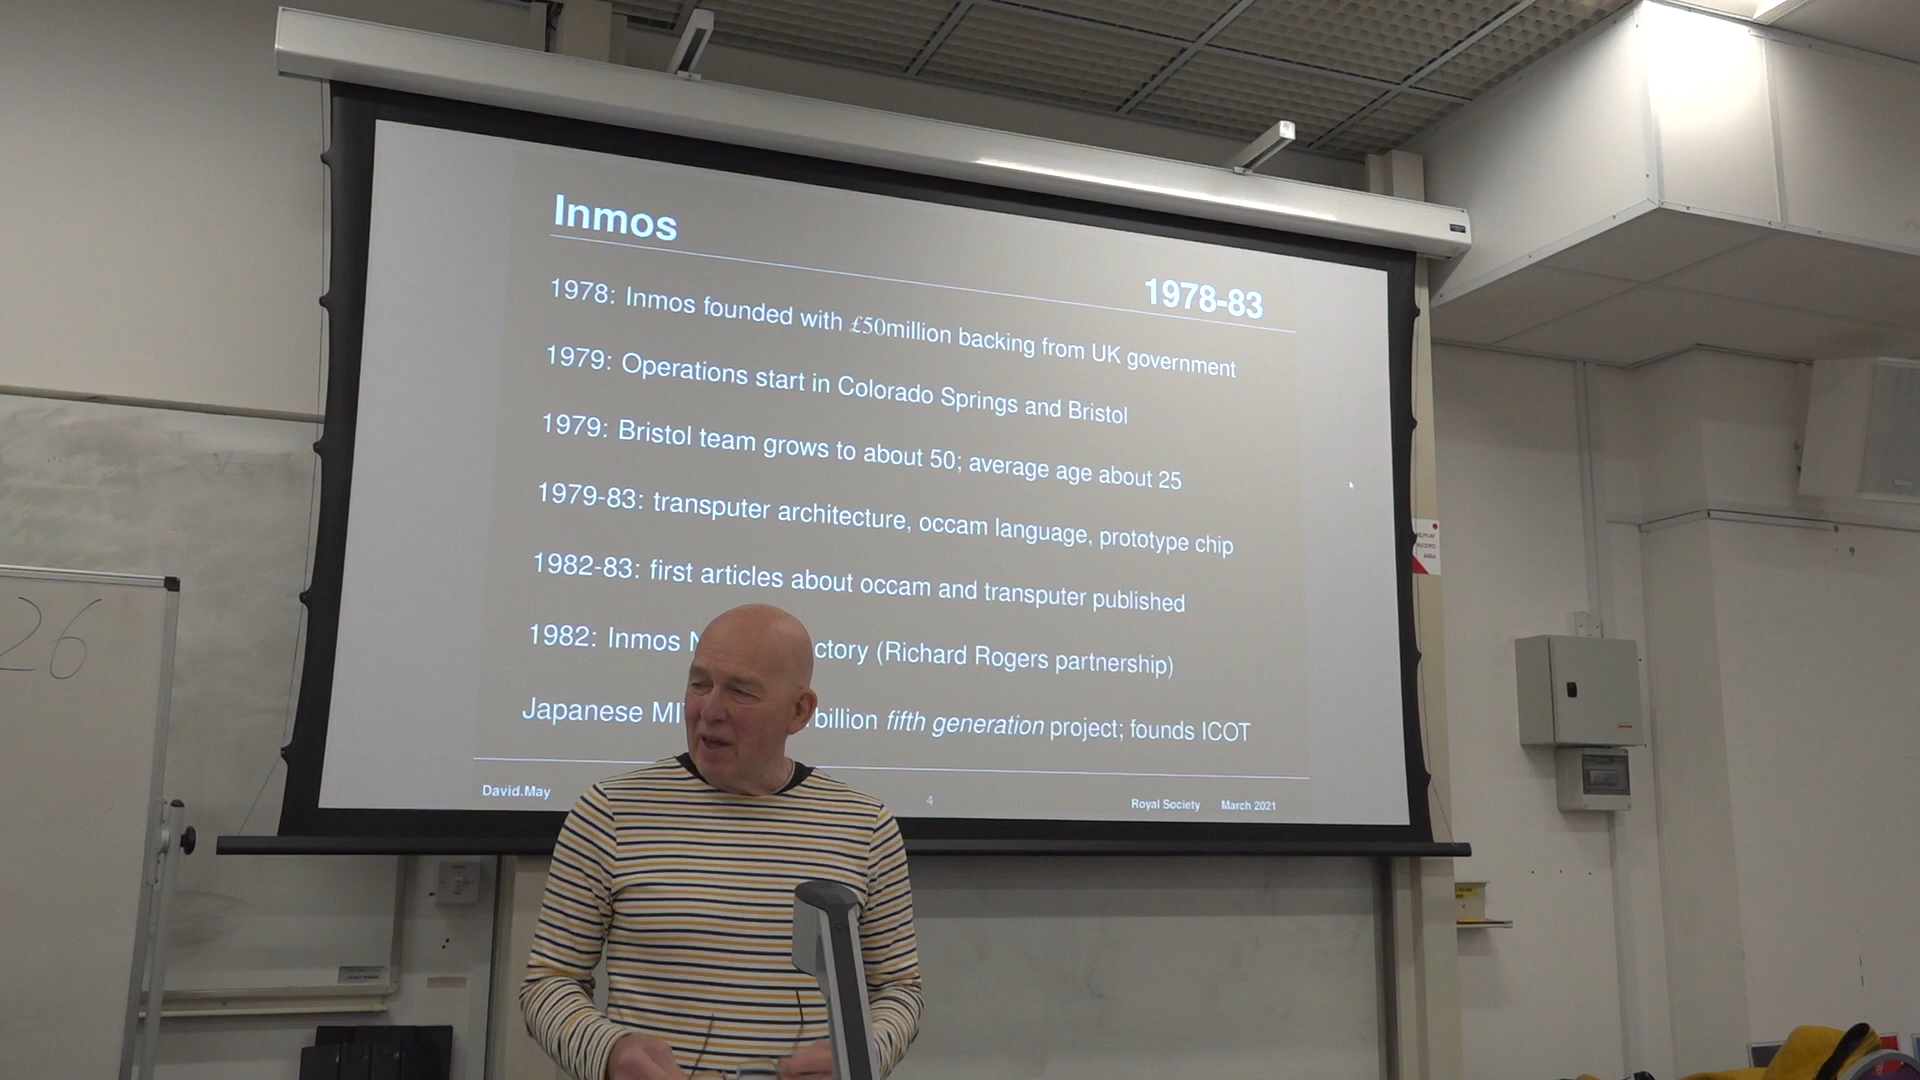 Inmos
1978-83
1978: Inmos founded with £50million backing from UK government
1979: Operations start in Colorado Springs and Bristol
1979: Bristol team grows to about 50; average age about 25
1979-83: transputer architecture, occam language, prototype chip
1982-83: first articles about occam and transputer published
1982: Inmos (Richard Rogers partnership)
Japanese billion fifth generation project; founds ICOT
David.May 4 Royal Society March 2021
26